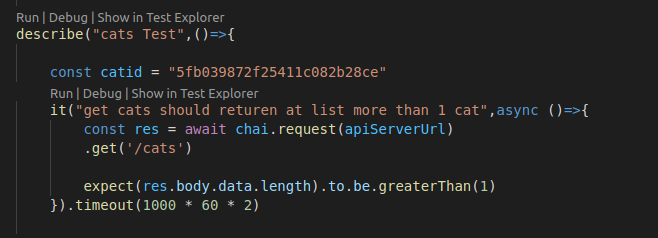 Run | Debug | Show in Test Explorer
describe("cats Test",()=>{
const catid = "5fb039872f25411c082b28ce"
Run | Debug | Show in Test Explorer
it("get cats should returen at list more than 1 cat",async ()=>{
const res = await chai.request(apiServerUrl)
.get('/cats')
expect(res.body.data.length).to.be.greaterThan(1)
}).timeout(1000 * 60 * 2)